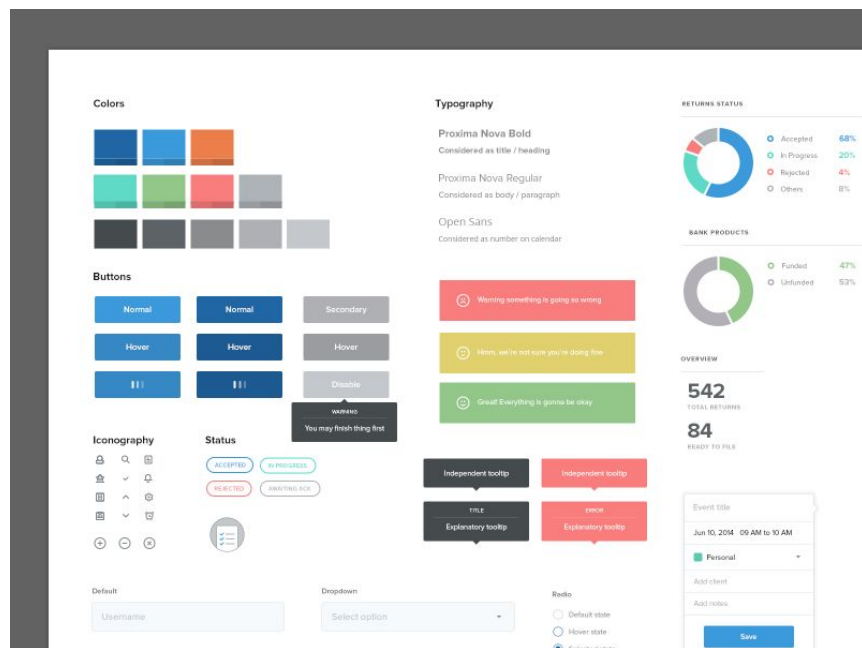 Colors
Buttons
Normal
Normal
Secondary
Hover
Hover
Hover
Disable
WARNING
You may finish thing first
Iconography
Status
ACCEPTED
IN PROGRESS
REJECTED
AWAITING ACK
Typography
Proxima Nova Bold
Considered as title / heading
Proxima Nova Regular
Considered as body / paragraph
Open Sans
Considered as number on calendar
Warning something is going so wrong
Hmm, we're not sure you're doing fine
Great! Everything is gonna be okay
Independent tooltip
Independent tooltip
TITLE
Explanatory tooltip
ERROR
Explanatory tooltip
RETURNS STATUS
Accepted 68%
In Progress 20%
Rejected 4%
Others 8%
BANK PRODUCTS
Funded 47%
Unfunded 53%
OVERVIEW
542
TOTAL RETURNS
84
READY TO FILE
Event title
Jun 10, 2014 09 AM to 10 AM
Personal
Add client
Add notes
Save
Default
Username
Dropdown
Select option
Radio
Default state
Hover state